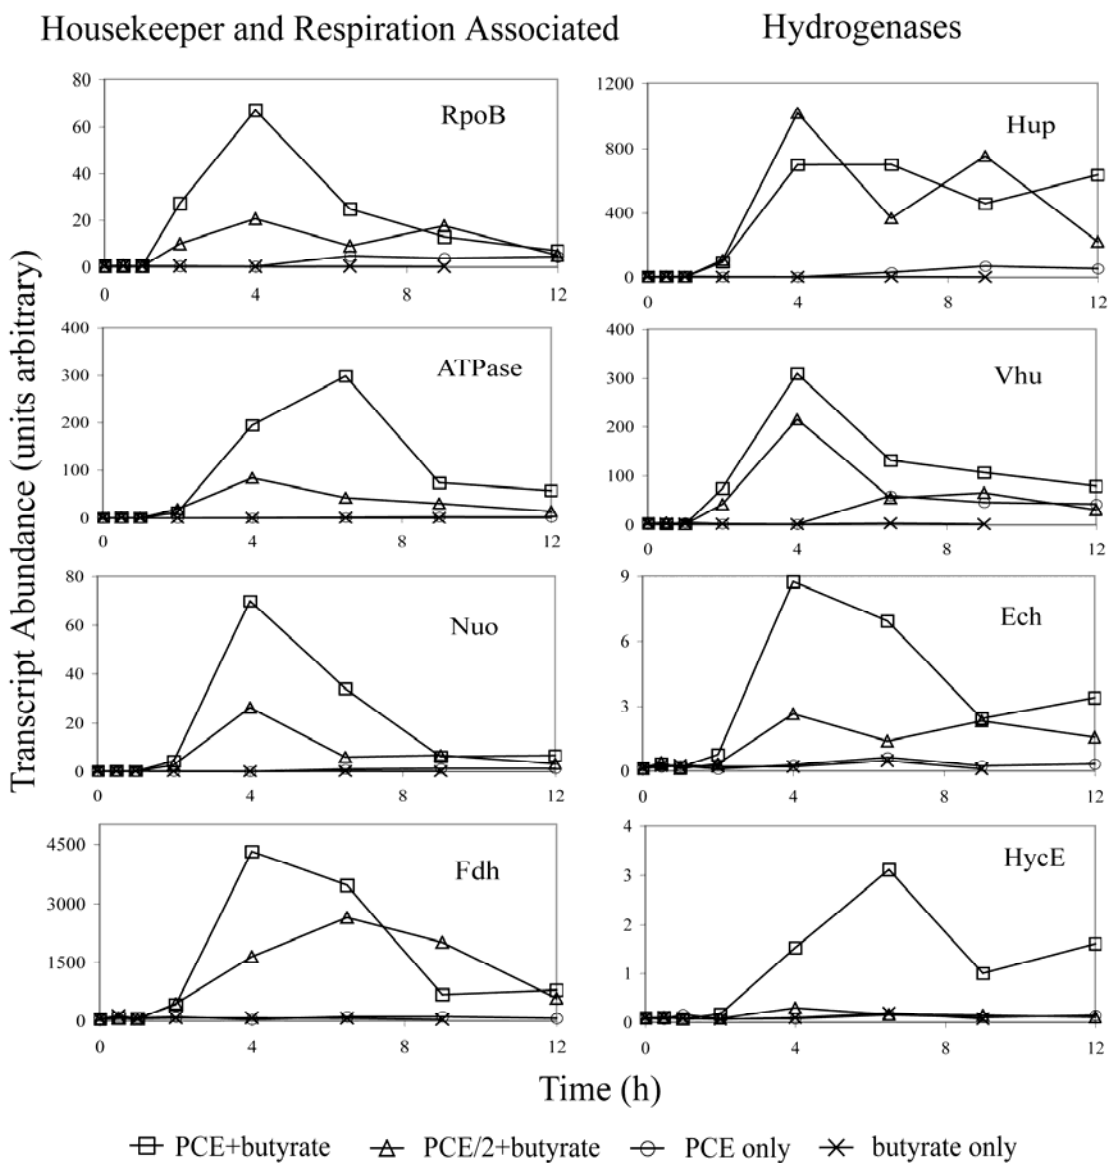 Housekeeper and Respiration Associated
Hydrogenases
Transcript Abundance (units arbitrary)
80
60
40
20
0
RpoB
0 4 8 12
1200
800
400
0
Hup
0 4 8 12
400
300
200
100
0
ATPase
0 4 8 12
400
300
200
100
0
Vhu
0 4 8 12
80
60
40
20
0
Nuo
0 4 8 12
9
6
3
0
Ech
0 4 8 12
4500
3000
1500
0
Fdh
0 4 8 12
4
3
2
1
0
HycE
0 4 8 12
Time (h)
PCE+butyrate PCE/2+butyrate PCE only butyrate only